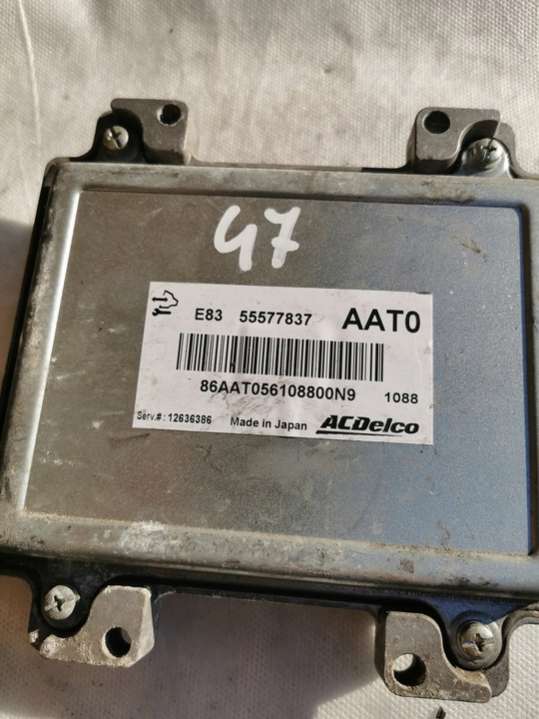 47
E83 55577837 AAT0
86AAT056108800N9 1088
Serv.#: 12636386 Made in Japan ACDelco